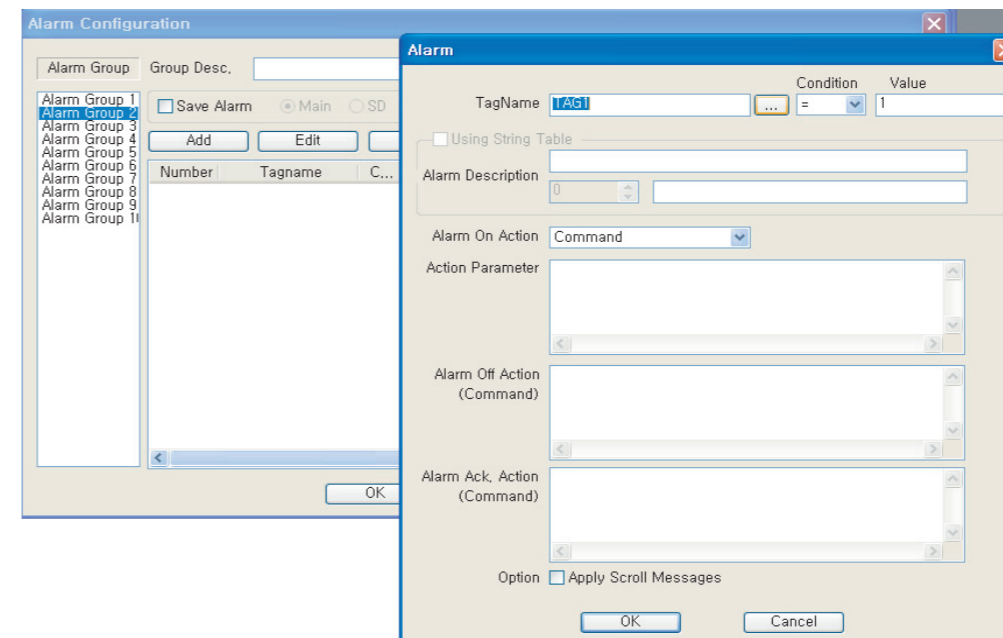 Alarm Configuration
Alarm Group
Group Desc,
Alarm Group 1
Alarm Group 2
Alarm Group 3
Alarm Group 4
Alarm Group 5
Alarm Group 6
Alarm Group 7
Alarm Group 8
Alarm Group 9
Alarm Group 1
Save Alarm Main SD
Add Edit
Number Tagname C...
OK
Alarm
Condition Value
TagName TAG1 ... = 1
Using String Table
Alarm Description
0
Alarm On Action Command
Action Parameter
Alarm Off Action
(Command)
Alarm Ack, Action
(Command)
Option Apply Scroll Messages
OK Cancel